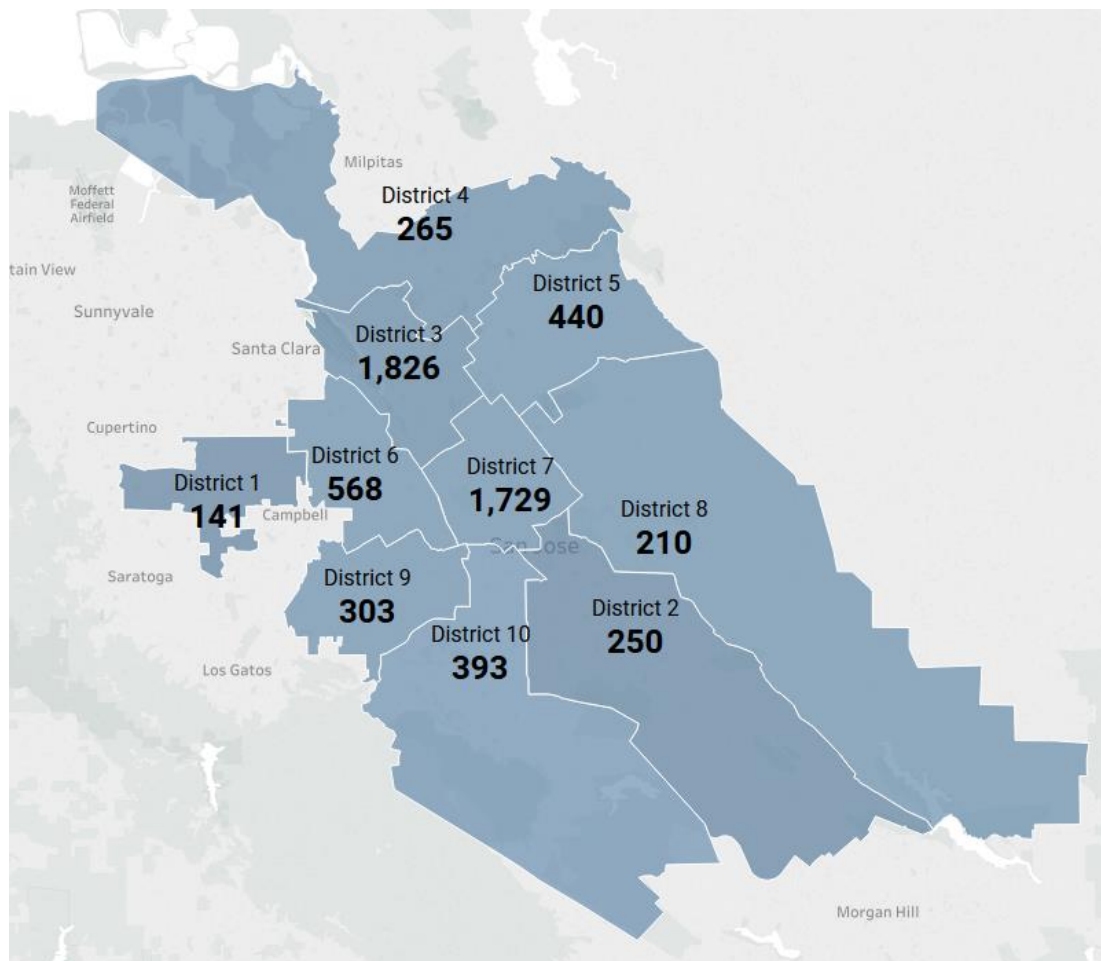 Milpitas
District 4
265
Moffett
Federal
Airfield
tain View
District 5
440
Sunnyvale
District 3
1,826
Santa Clara
Cupertino
District 6
568
District 7
1,729
District 1
141
Campbell
District 8
210
San Jose
Saratoga
District 9
303
District 2
250
District 10
393
Los Gatos
Morgan Hill